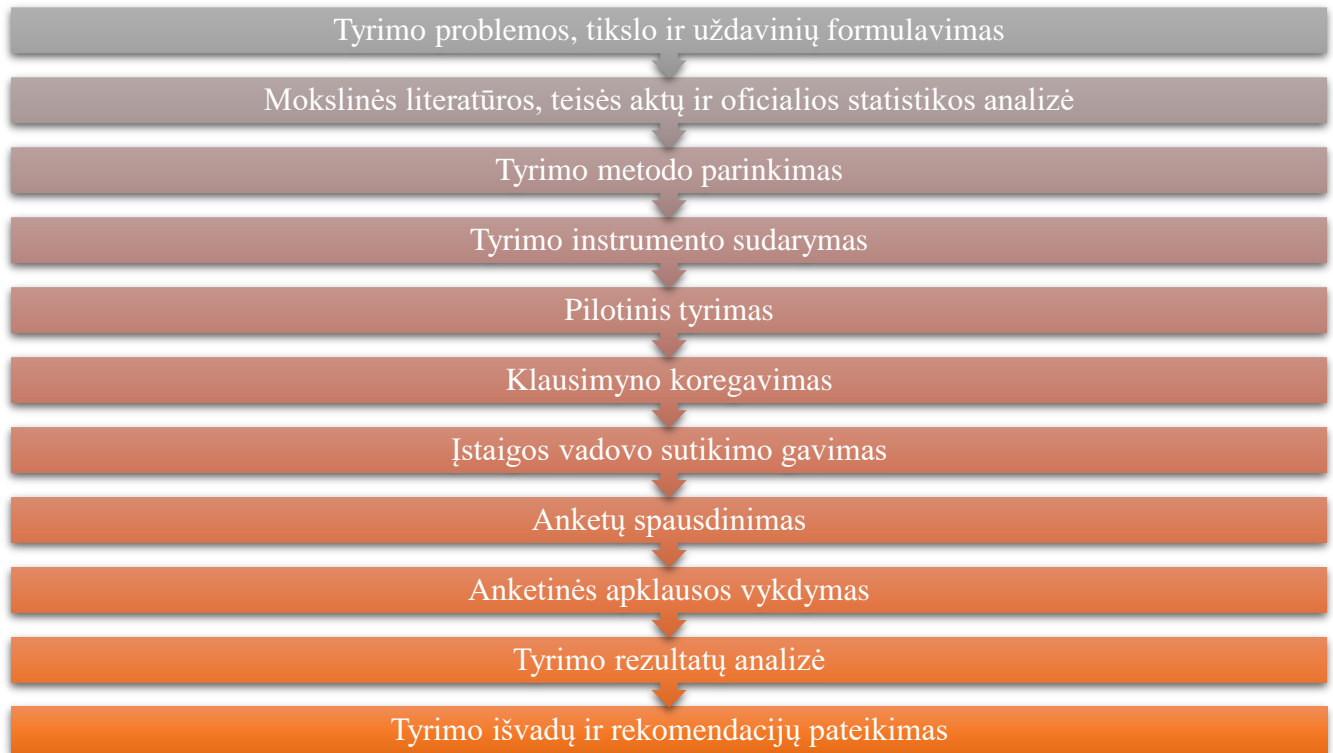 Tyrimo problemos, tikslo ir uždavinių formulavimas
Mokslinės literatūros, teisės aktų ir oficialios statistikos analizė
Tyrimo metodo parinkimas
Tyrimo instrumento sudarymas
Pilotinis tyrimas
Klausimyno koregavimas
Įstaigos vadovo sutikimo gavimas
Anketų spausdinimas
Anketinės apklausos vykdymas
Tyrimo rezultatų analizė
Tyrimo išvadų ir rekomendacijų pateikimas